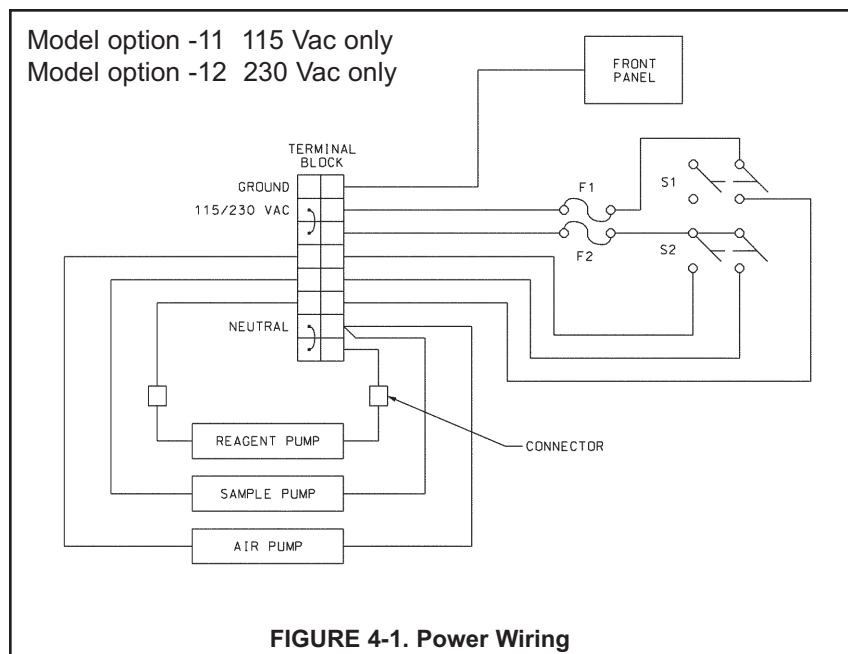 Model option -11  115 Vac only
Model option -12  230 Vac only
FRONT
PANEL
TERMINAL
BLOCK
GROUND
115/230 VAC
F1
S1
F2
S2
NEUTRAL
REAGENT PUMP
CONNECTOR
SAMPLE PUMP
AIR PUMP
FIGURE 4-1. Power Wiring